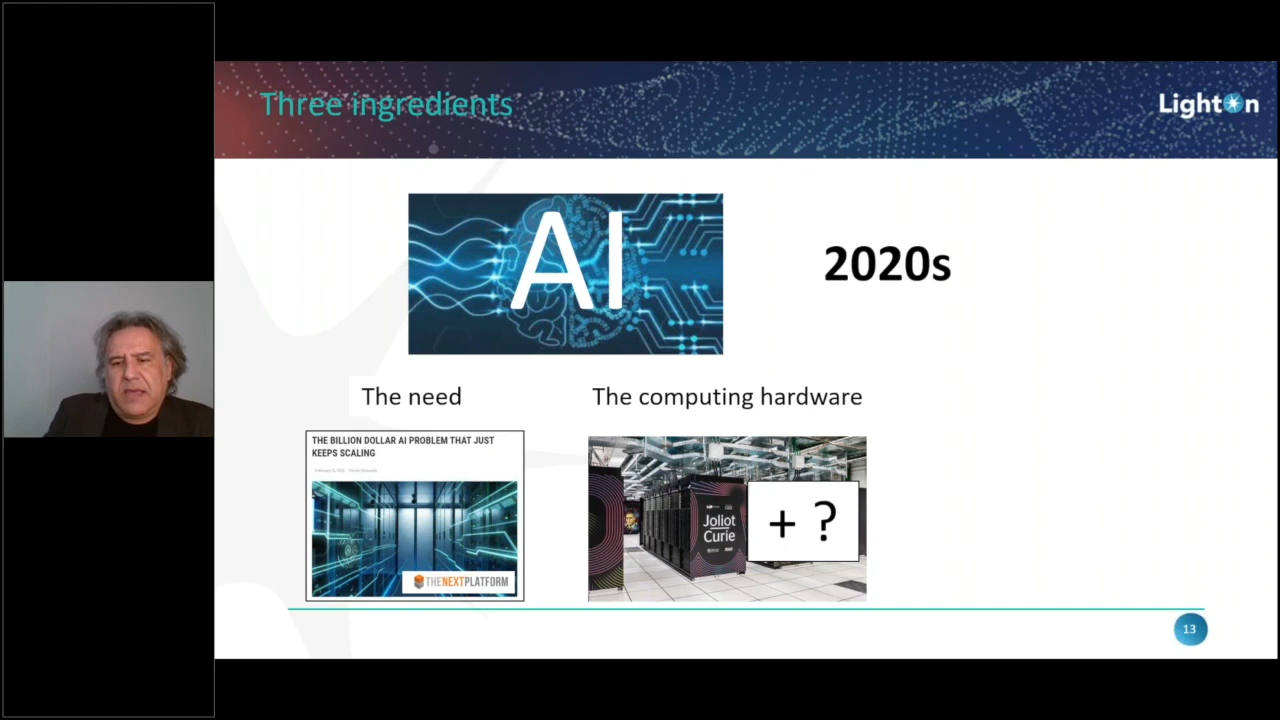 Three ingredients
LightOn
AI
2020s
The need
The computing hardware
THE BILLION DOLLAR AI PROBLEM THAT JUST
KEEPS SCALING
THENEXTPLATFORM
Joliot
Curie
+ ?
13